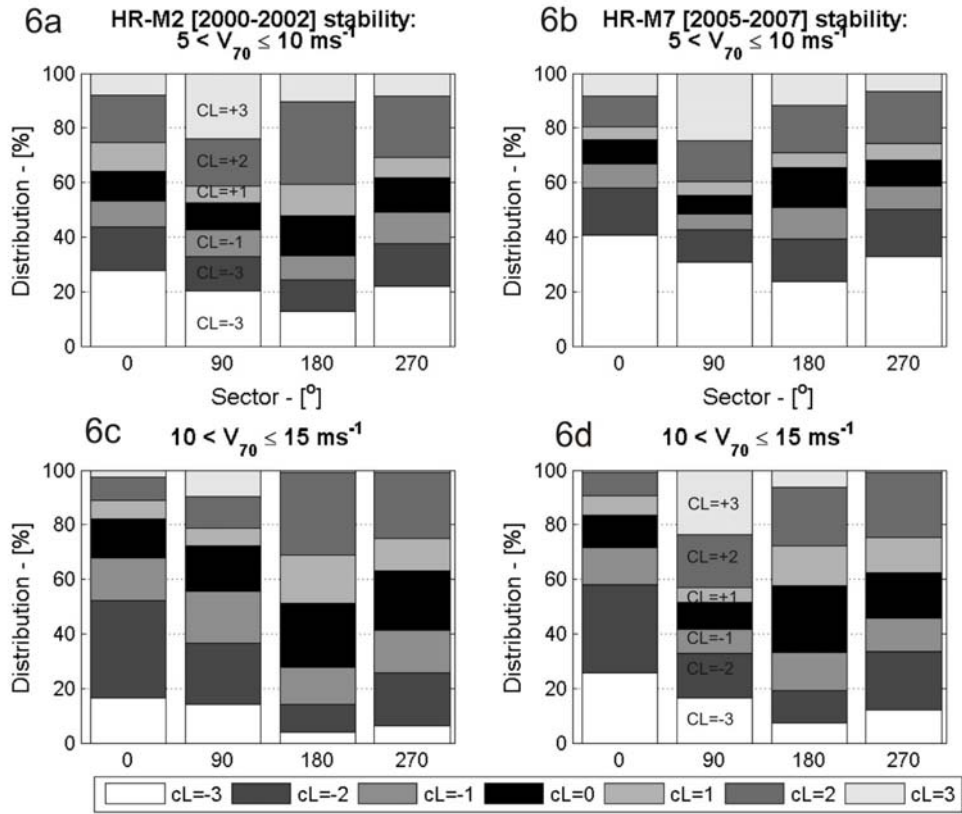 6a
HR-M2 [2000-2002] stability:
5 < V₇₀ ≤ 10 ms⁻¹
Distribution - [%]
100
80
60
40
20
0
CL=+3
CL=+2
CL=+1
CL=-1
CL=-3
CL=-3
0 90 180 270
Sector - [º]
6b
HR-M7 [2005-2007] stability:
5 < V₇₀ ≤ 10 ms⁻¹
Distribution - [%]
100
80
60
40
20
0
0 90 180 270
Sector - [º]
6c
10 < V₇₀ ≤ 15 ms⁻¹
Distribution - [%]
100
80
60
40
20
0
0 90 180 270
6d
10 < V₇₀ ≤ 15 ms⁻¹
Distribution - [%]
100
80
60
40
20
0
CL=+3
CL=+2
CL=+1
CL=-1
CL=-2
CL=-3
0 90 180 270
cL=-3 cL=-2 cL=-1 cL=0 cL=1 cL=2 cL=3